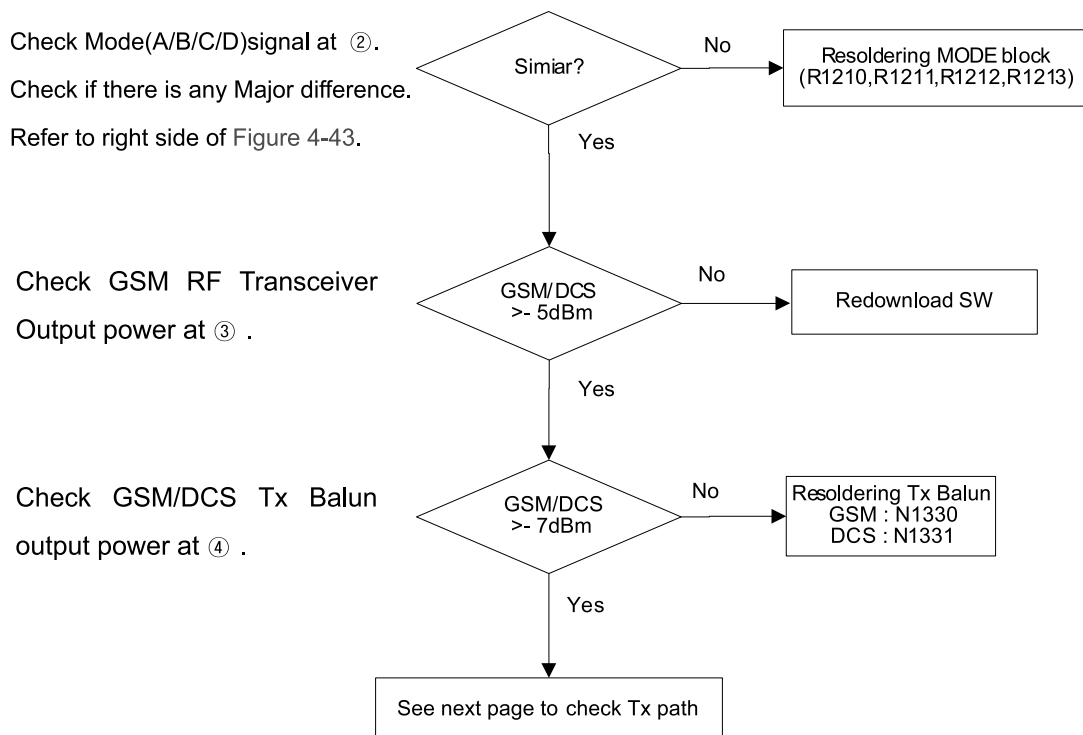 Check Mode(A/B/C/D)signal at ②.
Check if there is any Major difference.
Refer to right side of Figure 4-43.
Simiar?
No
Resoldering MODE block
(R1210,R1211,R1212,R1213)
Yes
Check GSM RF Transceiver
Output power at ③ .
GSM/DCS
>- 5dBm
No
Redownload SW
Yes
Check GSM/DCS Tx Balun
output power at ④ .
GSM/DCS
>- 7dBm
No
Resoldering Tx Balun
GSM : N1330
DCS : N1331
Yes
See next page to check Tx path